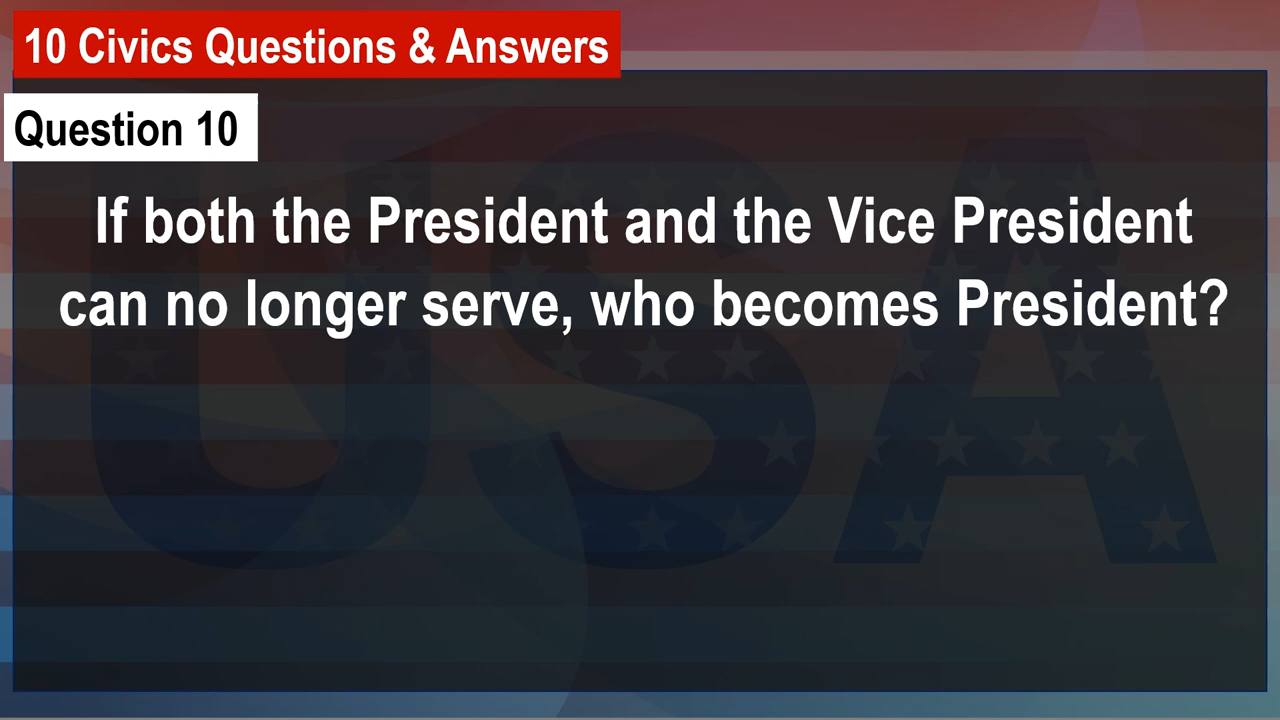 10 Civics Questions & Answers
Question 10
If both the President and the Vice President
can no longer serve, who becomes President?
USA